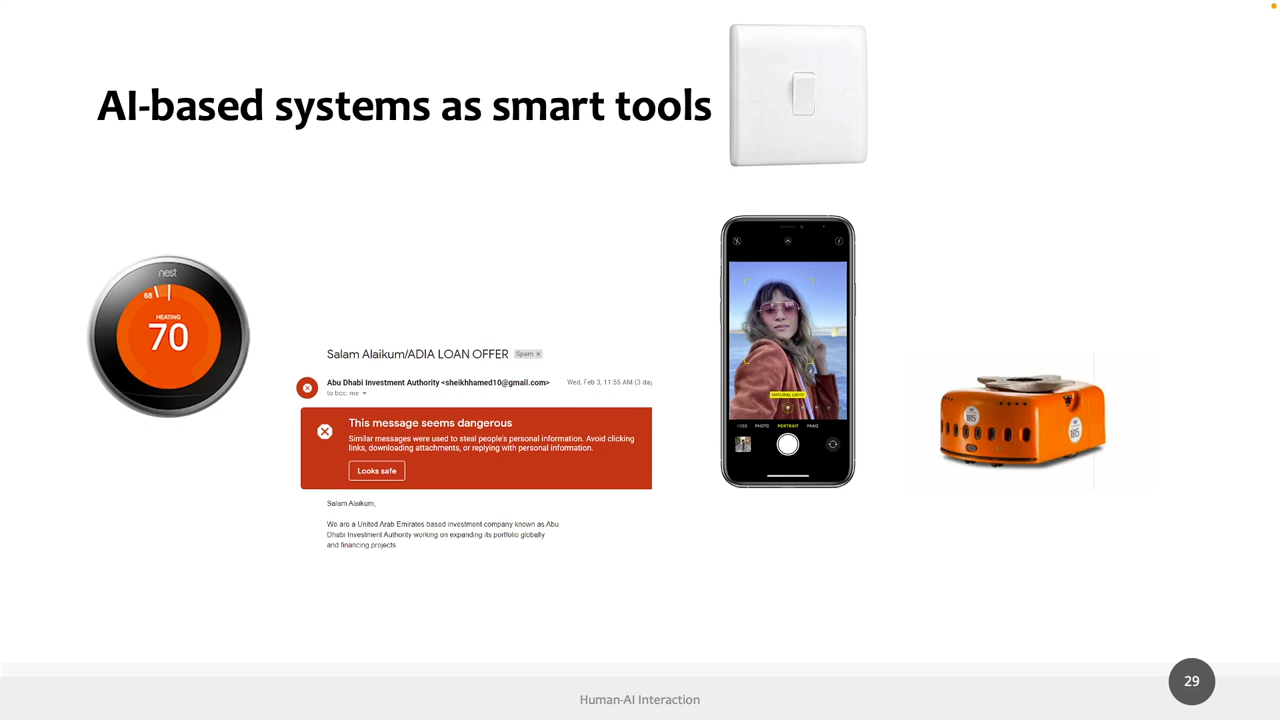 AI-based systems as smart tools
nest
68
HEATING
70
Salam Alaikum/ADIA LOAN OFFER Spam ×
Abu Dhabi Investment Authority <sheikhhamed10@gmail.com> Wed, Feb 3, 11:55 AM (3 day
to bcc: me
This message seems dangerous
Similar messages were used to steal people's personal information. Avoid clicking
links, downloading attachments, or replying with personal information.
Looks safe
Salam Alaikum,
We are a United Arab Emirates based investment company known as Abu
Dhabi Investment Authority working on expanding its portfolio globally
and financing projects.
NATURAL LIGHT
PHOTO PORTRAIT PANO
Human-AI Interaction
29